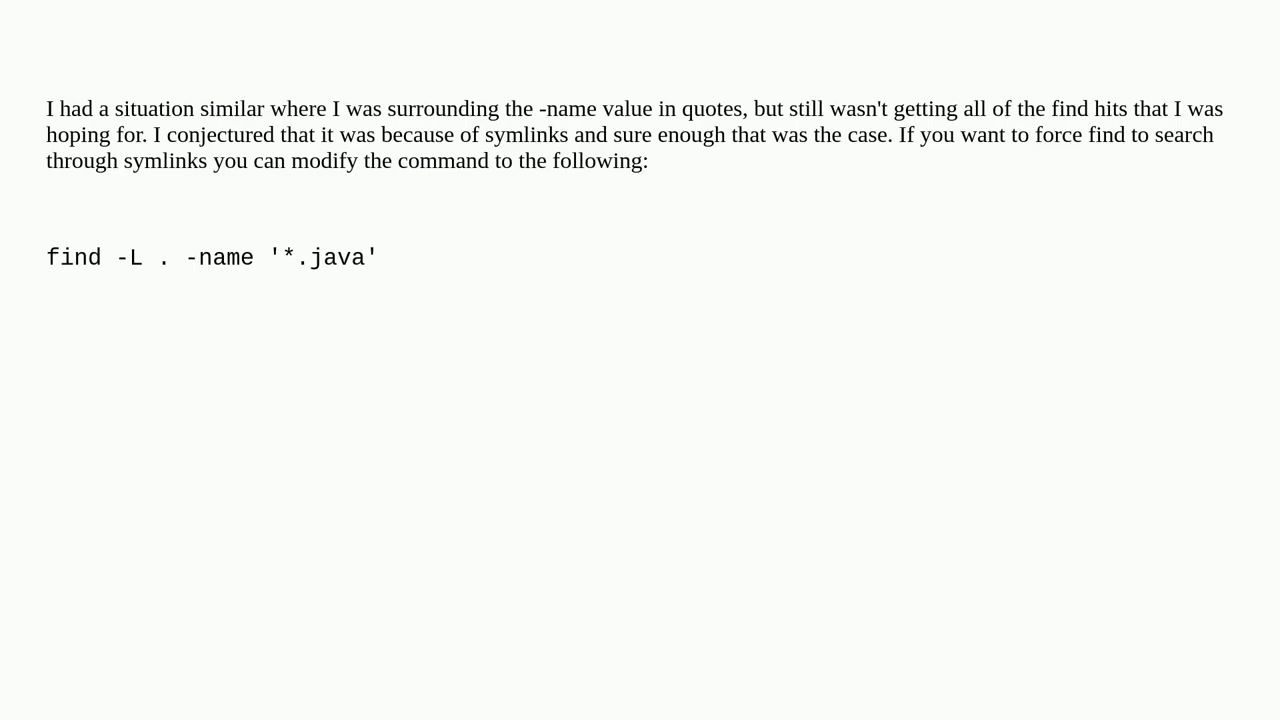 I had a situation similar where I was surrounding the -name value in quotes, but still wasn't getting all of the find hits that I was
hoping for. I conjectured that it was because of symlinks and sure enough that was the case. If you want to force find to search
through symlinks you can modify the command to the following:
find -L . -name '*.java'